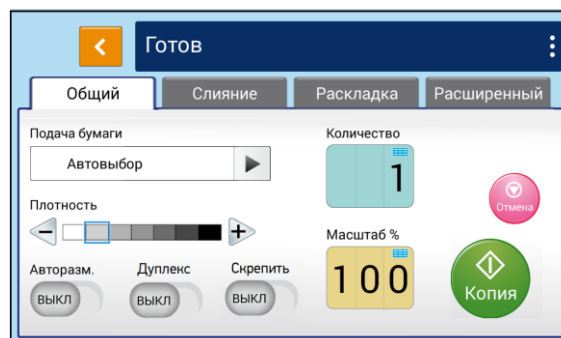 Готов
Общий Слияние Раскладка Расширенный
Подача бумаги
Автовыбор
Плотность
Авторазм. Дуплекс Скрепить
ВЫКЛ ВЫКЛ ВЫКЛ
Количество
1
Масштаб %
100
Отмена
Копия